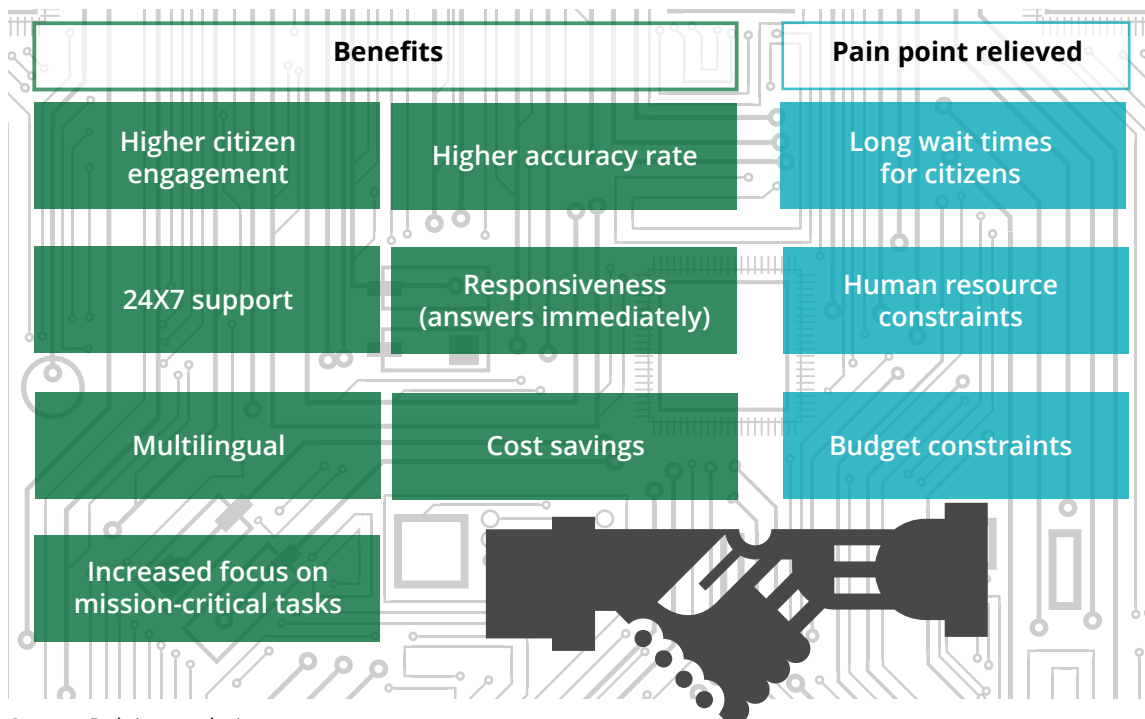 Benefits
Pain point relieved
Higher citizen
engagement
Higher accuracy rate
Long wait times
for citizens
24X7 support
Responsiveness
(answers immediately)
Human resource
constraints
Multilingual
Cost savings
Budget constraints
Increased focus on
mission-critical tasks